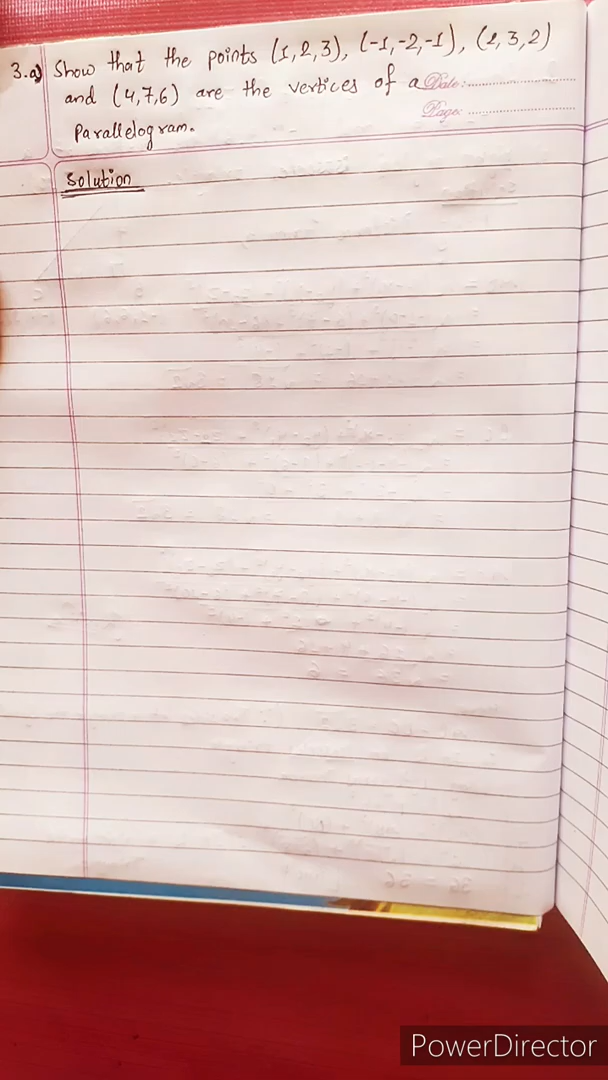 3.a) Show that the points (1,2,3), (-1,-2,-1), (2,3,2)
and (4,7,6) are the vertices of a Date:
Page:
Parallelogram.
Solution
PowerDirector